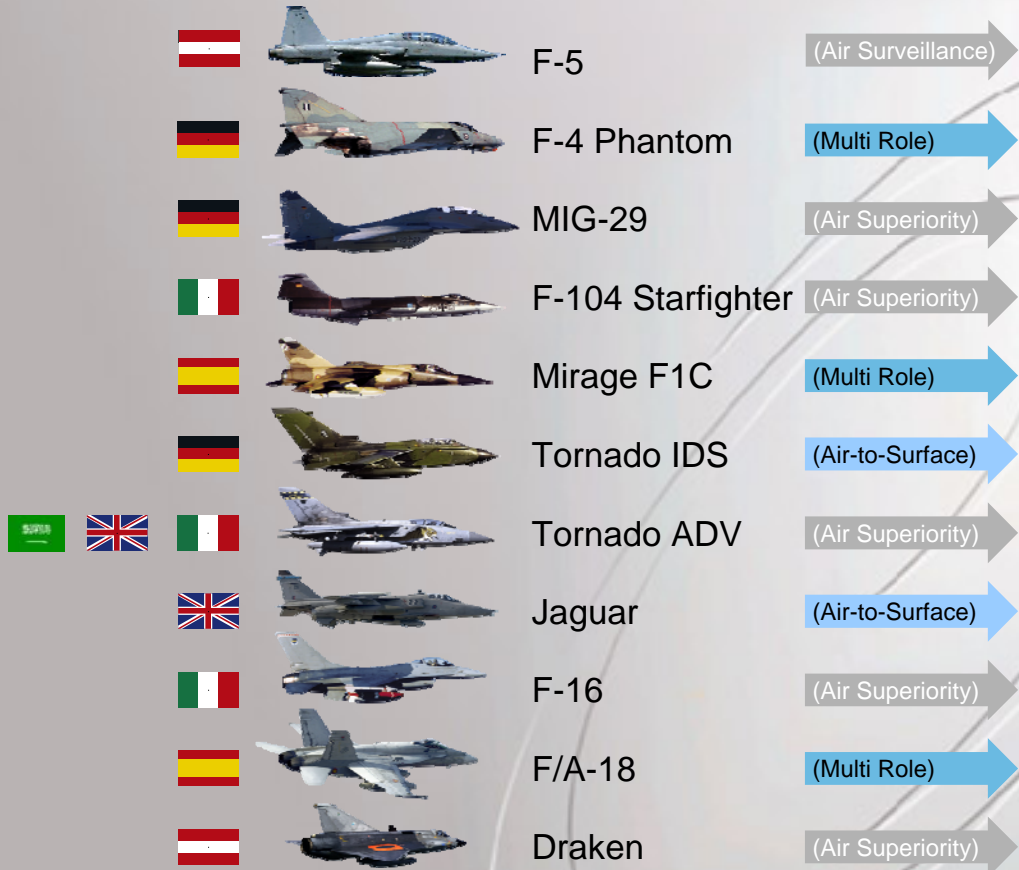 F-5 (Air Surveillance)
F-4 Phantom (Multi Role)
MIG-29 (Air Superiority)
F-104 Starfighter (Air Superiority)
Mirage F1C (Multi Role)
Tornado IDS (Air-to-Surface)
Tornado ADV (Air Superiority)
Jaguar (Air-to-Surface)
F-16 (Air Superiority)
F/A-18 (Multi Role)
Draken (Air Superiority)